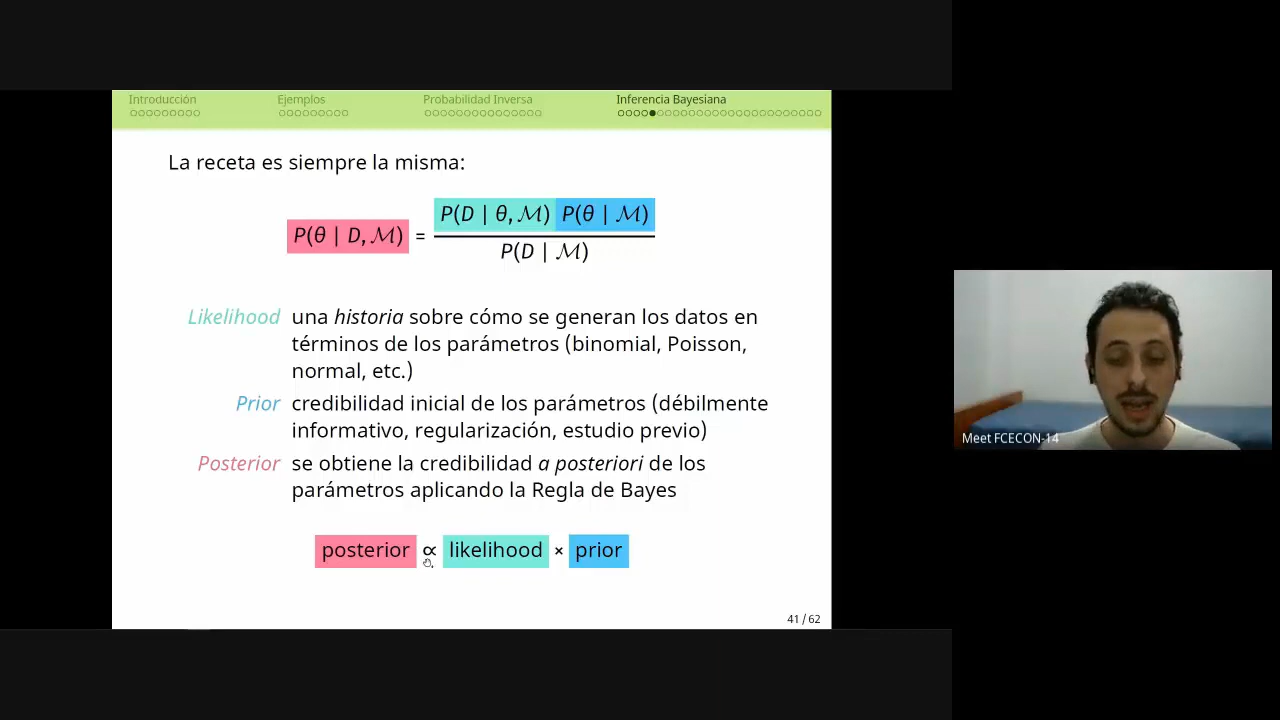 Introducción Ejemplos Probabilidad Inversa Inferencia Bayesiana
La receta es siempre la misma:
P(θ | D, ℳ) = P(D | θ, ℳ) P(θ | ℳ)
P(D | ℳ)
Likelihood una historia sobre cómo se generan los datos en
términos de los parámetros (binomial, Poisson,
normal, etc.)
Prior credibilidad inicial de los parámetros (débilmente
informativo, regularización, estudio previo)
Posterior se obtiene la credibilidad a posteriori de los
parámetros aplicando la Regla de Bayes
posterior ∝ likelihood × prior
41 / 62
Meet FCECON-14